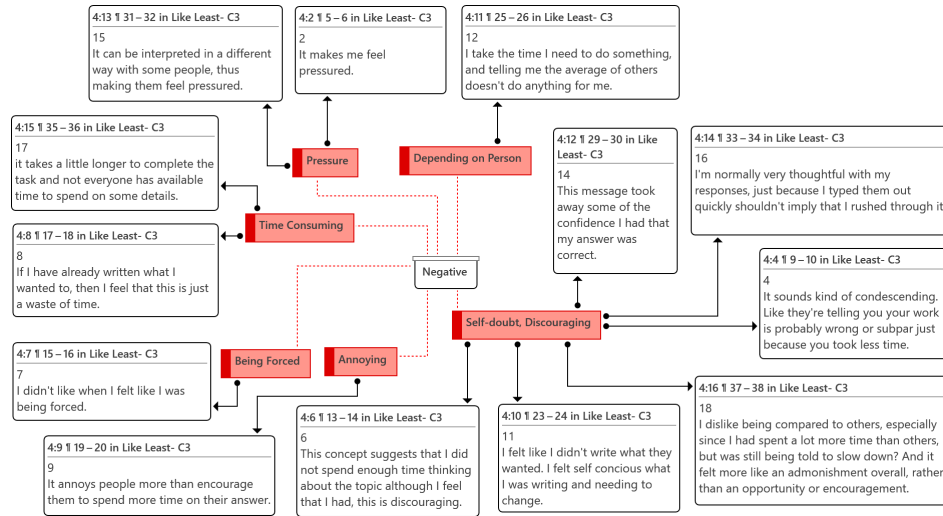 4:13 ¶ 31 – 32 in Like Least- C3
15
It can be interpreted in a different
way with some people, thus
making them feel pressured.
4:2 ¶ 5 – 6 in Like Least- C3
2
It makes me feel
pressured.
4:11 ¶ 25 – 26 in Like Least- C3
12
I take the time I need to do something,
and telling me the average of others
doesn't do anything for me.
4:15 ¶ 35 – 36 in Like Least- C3
17
it takes a little longer to complete the
task and not everyone has available
time to spend on some details.
Pressure
Depending on Person
4:12 ¶ 29 – 30 in Like
Least- C3
14
This message took
away some of the
confidence I had that
my answer was
correct.
4:14 ¶ 33 – 34 in Like Least- C3
16
I'm normally very thoughtful with my
responses, just because I typed them out
quickly shouldn't imply that I rushed through it
Time Consuming
4:8 ¶ 17 – 18 in Like Least- C3
8
If I have already written what I
wanted to, then I feel that this is just
a waste of time.
Negative
4:4 ¶ 9 – 10 in Like Least- C3
4
It sounds kind of condescending.
Like they're telling you your work
is probably wrong or subpar just
because you took less time.
Self-doubt, Discouraging
Being Forced
Annoying
4:7 ¶ 15 – 16 in Like Least- C3
7
I didn't like when I felt like I was
being forced.
4:9 ¶ 19 – 20 in Like Least- C3
9
It annoys people more than encourage
them to spend more time on their answer.
4:6 ¶ 13 – 14 in Like Least- C3
6
This concept suggests that I did
not spend enough time thinking
about the topic although I feel
that I had, this is discouraging.
4:10 ¶ 23 – 24 in Like Least- C3
11
I felt like I didn't write what they
wanted. I felt self concious what
I was writing and needing to
change.
4:16 ¶ 37 – 38 in Like Least- C3
18
I dislike being compared to others, especially
since I had spent a lot more time than others,
but was still being told to slow down? And it
felt more like an admonishment overall, rather
than an opportunity or encouragement.